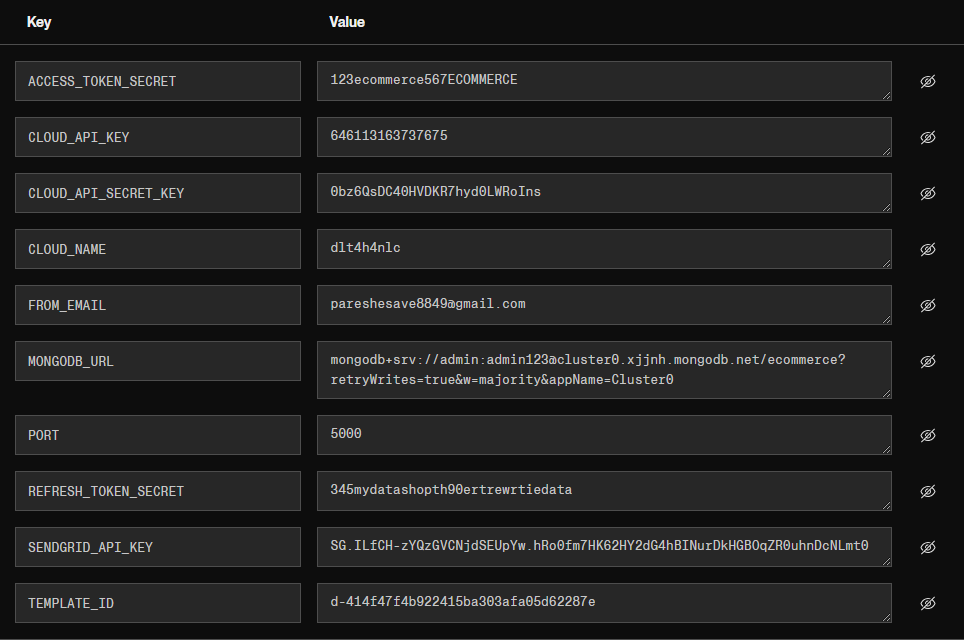 Key Value
ACCESS_TOKEN_SECRET 123ecommerce567ECOMMERCE
CLOUD_API_KEY 646113163737675
CLOUD_API_SECRET_KEY 0bz6QsDC40HVDKR7hyd0LWRoIns
CLOUD_NAME dlt4h4nlc
FROM_EMAIL pareshesave8849@gmail.com
MONGODB_URL mongodb+srv://admin:admin123@cluster0.xjjnh.mongodb.net/ecommerce?
retryWrites=true&w=majority&appName=Cluster0
PORT 5000
REFRESH_TOKEN_SECRET 345mydatashopth90ertrewrtiedata
SENDGRID_API_KEY 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
TEMPLATE_ID d-414f47f4b922415ba303afa05d62287e